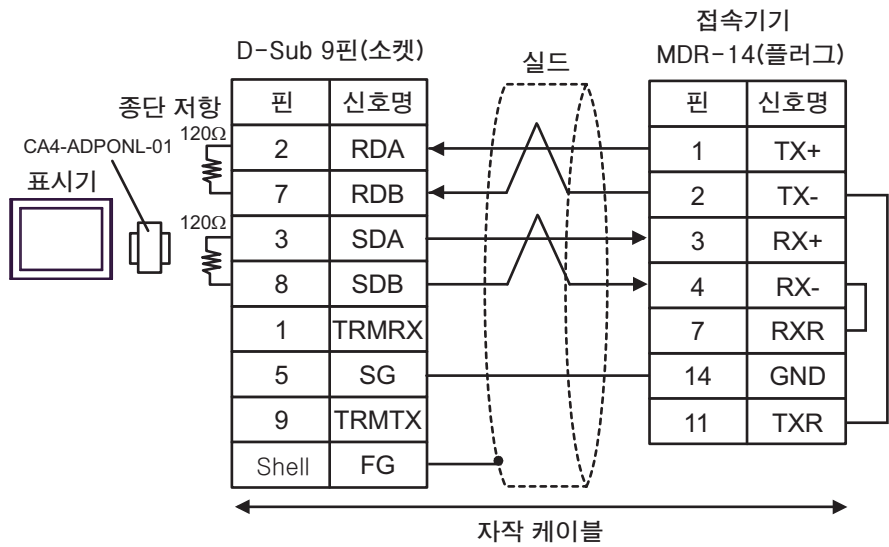 접속기기
D-Sub 9핀(소켓)
실드
MDR-14(플러그)
종단 저항
핀 신호명
핀 신호명
120Ω
CA4-ADPONL-01
표시기
2 RDA
1 TX+
7 RDB
2 TX-
120Ω
3 SDA
3 RX+
8 SDB
4 RX-
1 TRMRX
7 RXR
5 SG
14 GND
9 TRMTX
11 TXR
Shell FG
자작 케이블